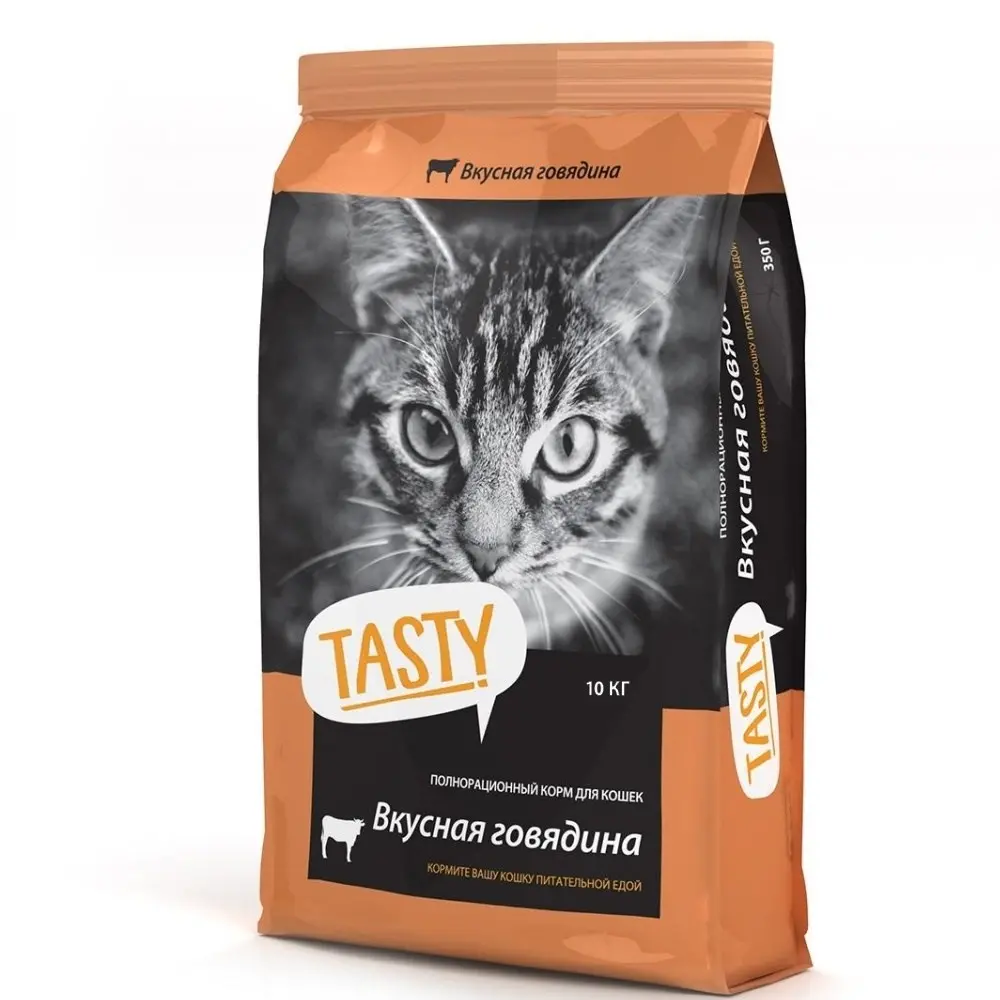 Вкусная говядина
TASTY
10 КГ
ПОЛНОРАЦИОННЫЙ КОРМ ДЛЯ КОШЕК
Вкусная говядина
КОРМИТЕ ВАШУ КОШКУ ПИТАТЕЛЬНОЙ ЕДОЙ
350 Г
Вкусная
КОРМИТЕ ВАШУ КОШКУ ПИТАТЕЛЬНОЙ ЕДОЙ
TASTY